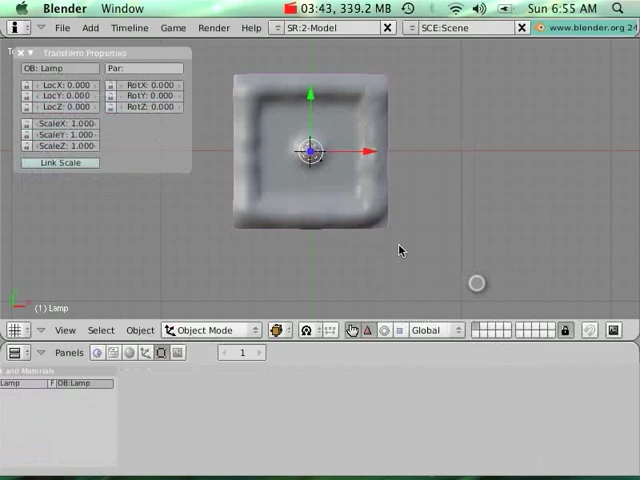 Blender Window 03:43, 339.2 MB Sun 6:55 AM
File Add Timeline Game Render Help SR:2-Model SCE:Scene www.blender.org 24
Transform Properties
OB: Lamp Par:
LocX: 0.000 RotX: 0.000
LocY: 0.000 RotY: 0.000
LocZ: 0.000 RotZ: 0.000
ScaleX: 1.000
ScaleY: 1.000
ScaleZ: 1.000
Link Scale
(1) Lamp
View Select Object Object Mode Global
Panels 1
k and Materials
Lamp F OB:Lamp